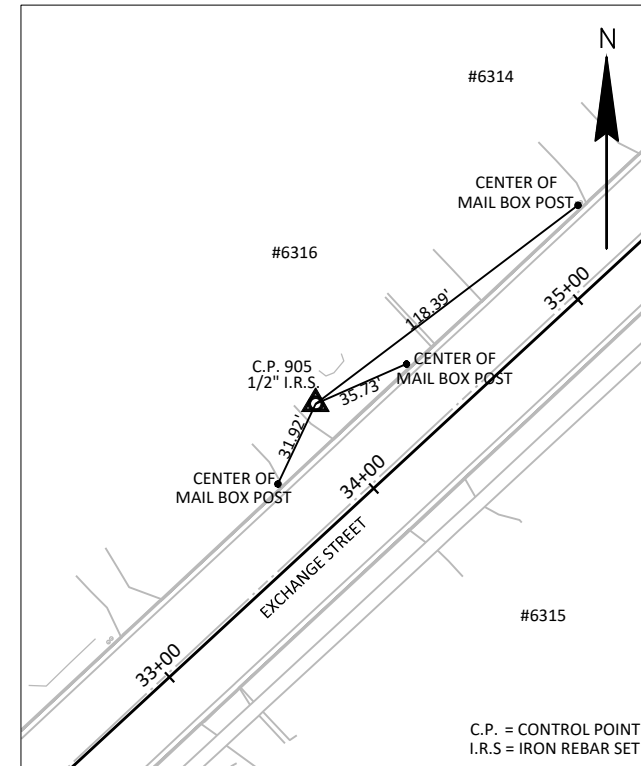 N
#6314
CENTER OF
MAIL BOX POST
#6316
35+00
118.39'
C.P. 905
1/2" I.R.S.
CENTER OF
MAIL BOX POST
35.73'
31.92'
CENTER OF
MAIL BOX POST
34+00
EXCHANGE STREET
#6315
33+00
C.P. = CONTROL POINT
I.R.S = IRON REBAR SET